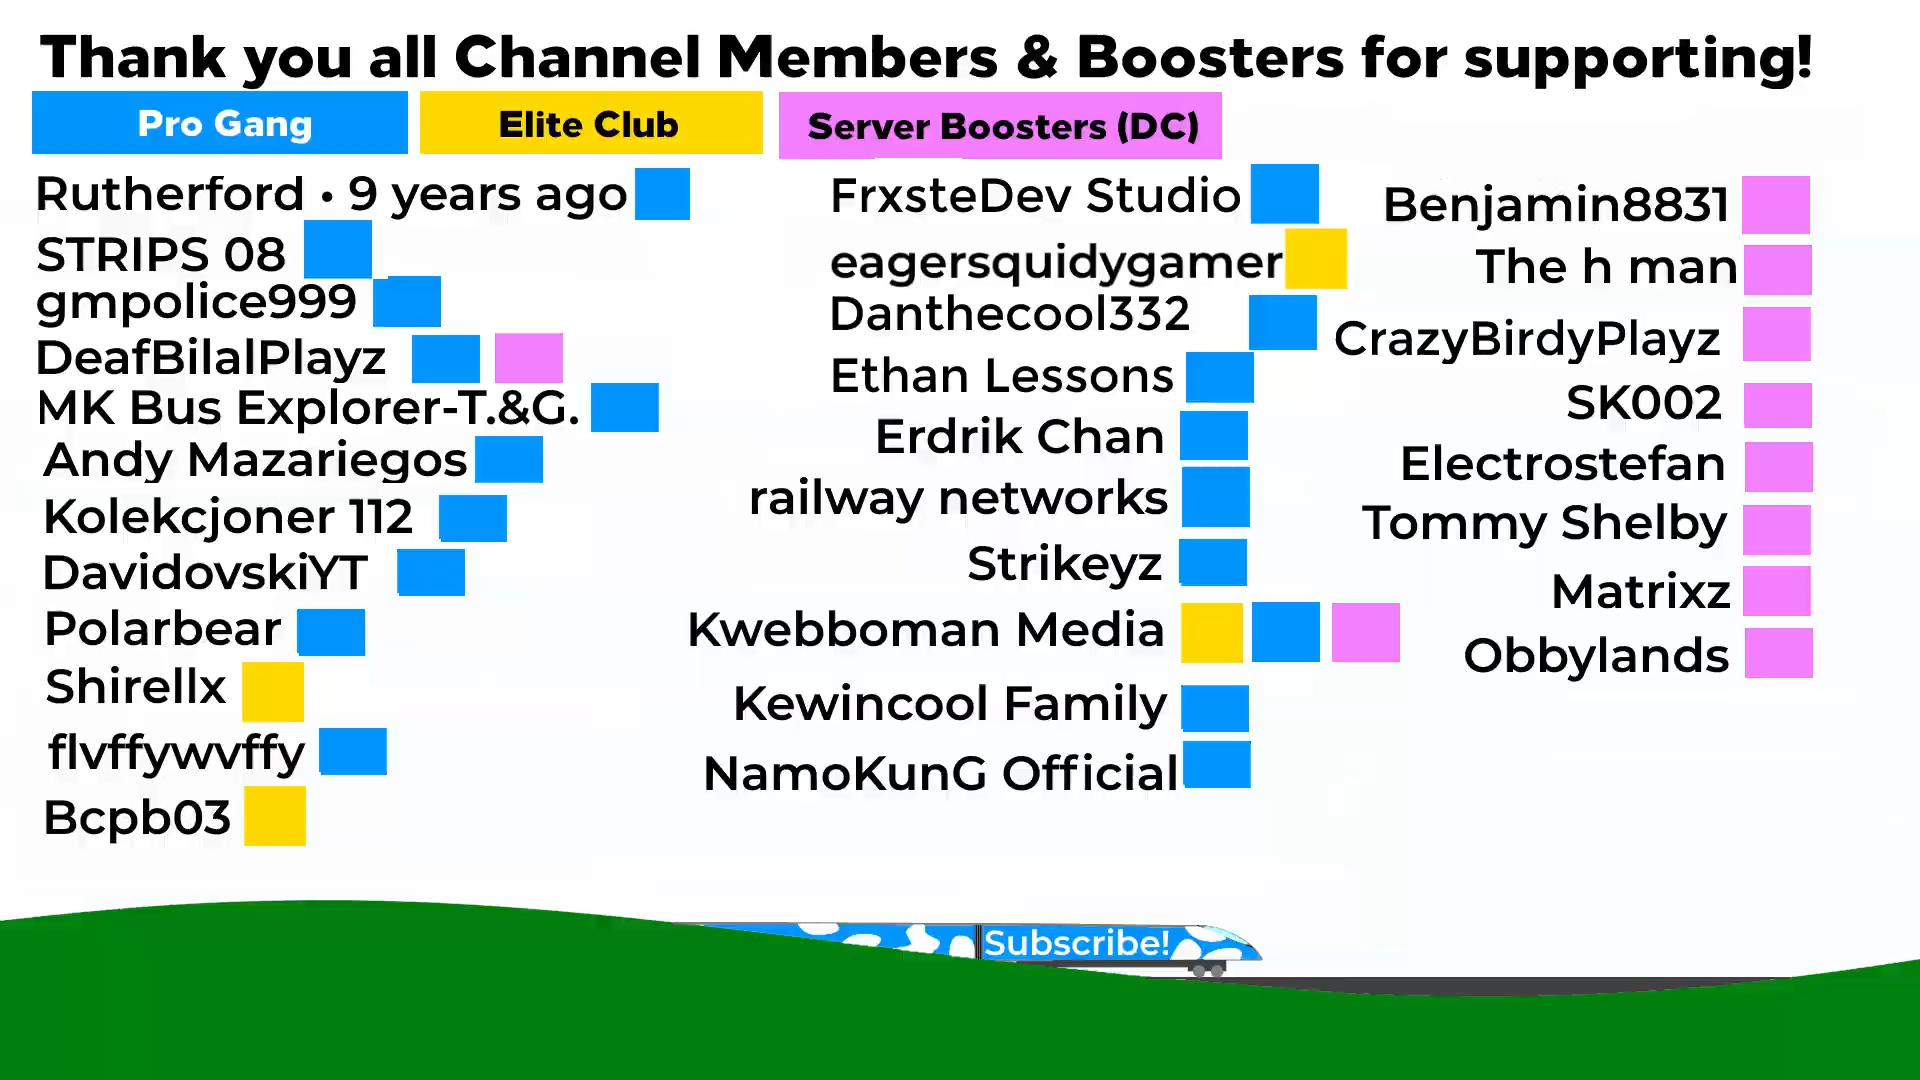 Thank you all Channel Members & Boosters for supporting!
Pro Gang
Elite Club
Server Boosters (DC)
Rutherford • 9 years ago
STRIPS 08
gmpolice999
DeafBilalPlayz
MK Bus Explorer-T.&G.
Andy Mazariegos
Kolekcjoner 112
DavidovskiYT
Polarbear
Shirellx
flvffywvffy
Bcpb03
FrxsteDev Studio
eagersquidygamer
Danthecool332
Ethan Lessons
Erdrik Chan
railway networks
Strikeyz
Kwebboman Media
Kewincool Family
NamoKunG Official
Benjamin8831
The h man
CrazyBirdyPlayz
SK002
Electrostefan
Tommy Shelby
Matrixz
Obbylands
Subscribe!